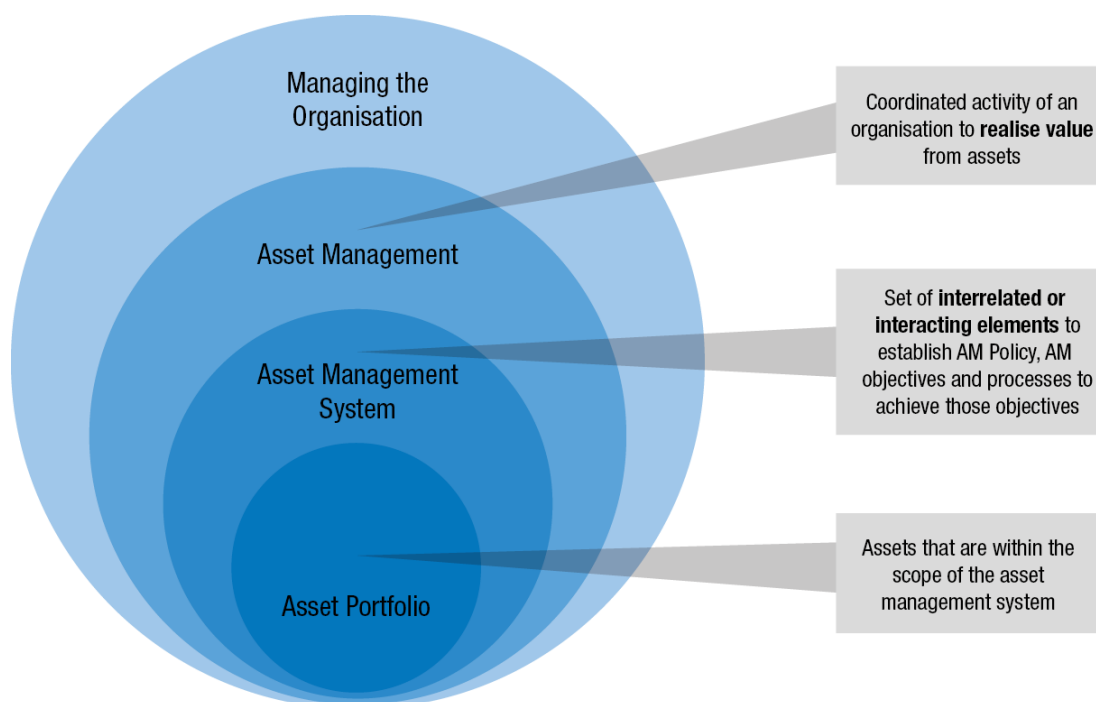 Managing the
Organisation
Coordinated activity of an
organisation to realise value
from assets
Asset Management
Set of interrelated or
interacting elements to
establish AM Policy, AM
objectives and processes to
achieve those objectives
Asset Management
System
Assets that are within the
scope of the asset
management system
Asset Portfolio